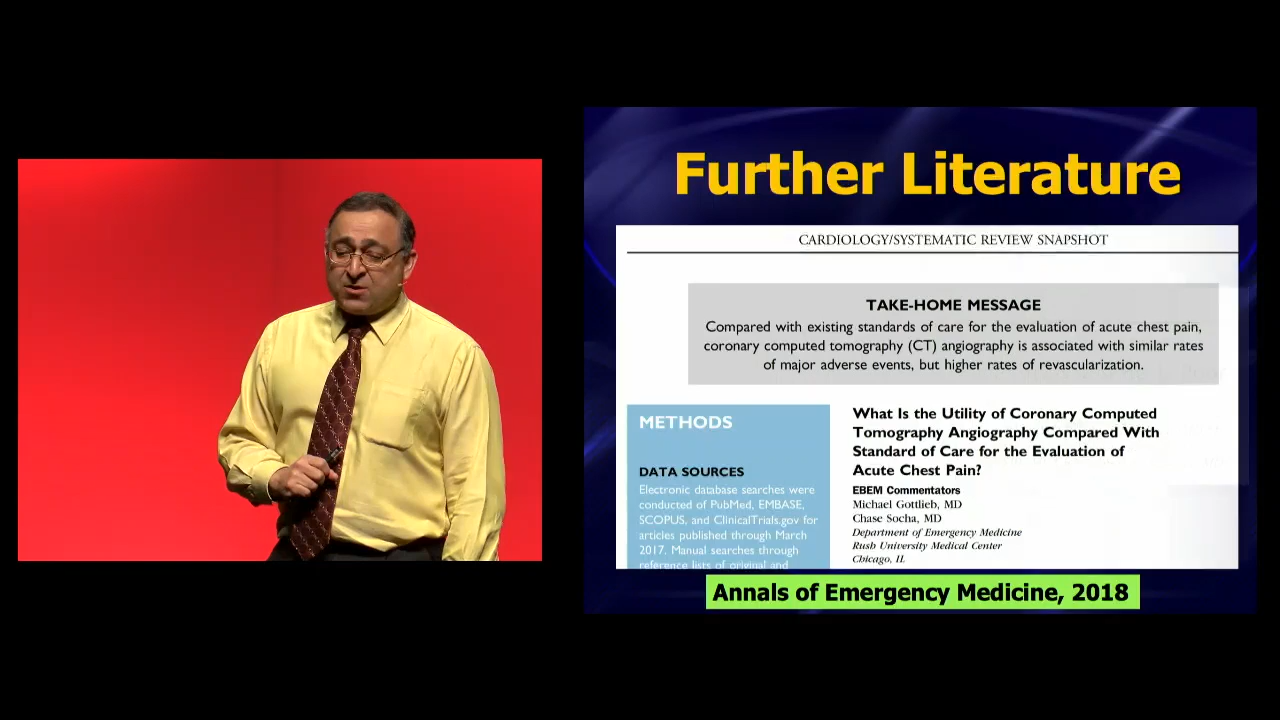 Further Literature
CARDIOLOGY/SYSTEMATIC REVIEW SNAPSHOT
TAKE-HOME MESSAGE
Compared with existing standards of care for the evaluation of acute chest pain,
coronary computed tomography (CT) angiography is associated with similar rates
of major adverse events, but higher rates of revascularization.
METHODS
DATA SOURCES
Electronic database searches were
conducted of PubMed, EMBASE,
SCOPUS, and ClinicalTrials.gov for
articles published through March
2017. Manual searches through
reference lists of original and
What Is the Utility of Coronary Computed
Tomography Angiography Compared With
Standard of Care for the Evaluation of
Acute Chest Pain?
EBEM Commentators
Michael Gottlieb, MD
Chase Socha, MD
Department of Emergency Medicine
Rush University Medical Center
Chicago, IL
Annals of Emergency Medicine, 2018